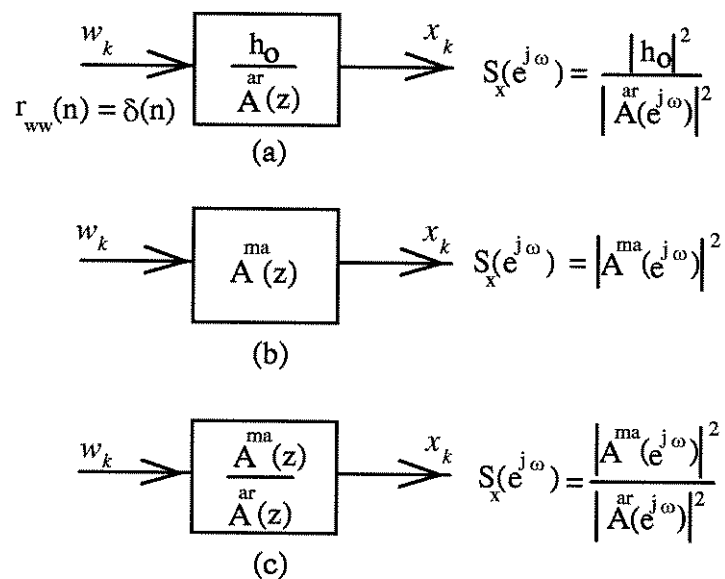 w_k h_o / A^ar(z) x_k S_x(e^{jω}) = |h_o|^2 / |A^ar(e^{jω})|^2
r_ww(n) = δ(n)
(a)
w_k A^ma(z) x_k S_x(e^{jω}) = |A^ma(e^{jω})|^2
(b)
w_k A^ma(z) / A^ar(z) x_k S_x(e^{jω}) = |A^ma(e^{jω})|^2 / |A^ar(e^{jω})|^2
(c)